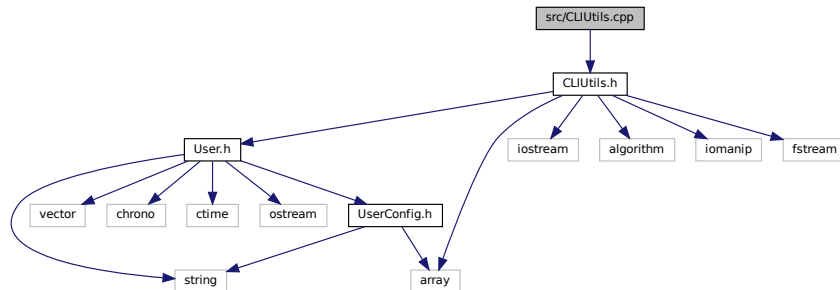 src/CLIUtils.cpp
CLIUtils.h
User.h
iostream
algorithm
iomanip
fstream
vector
chrono
ctime
ostream
UserConfig.h
string
array